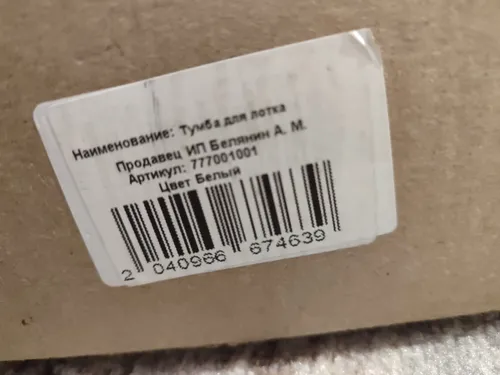 Наименование: Тумба для лотка
Продавец ИП Белянин А. М.
Артикул: 777001001
Цвет Белый
2 040966 674639